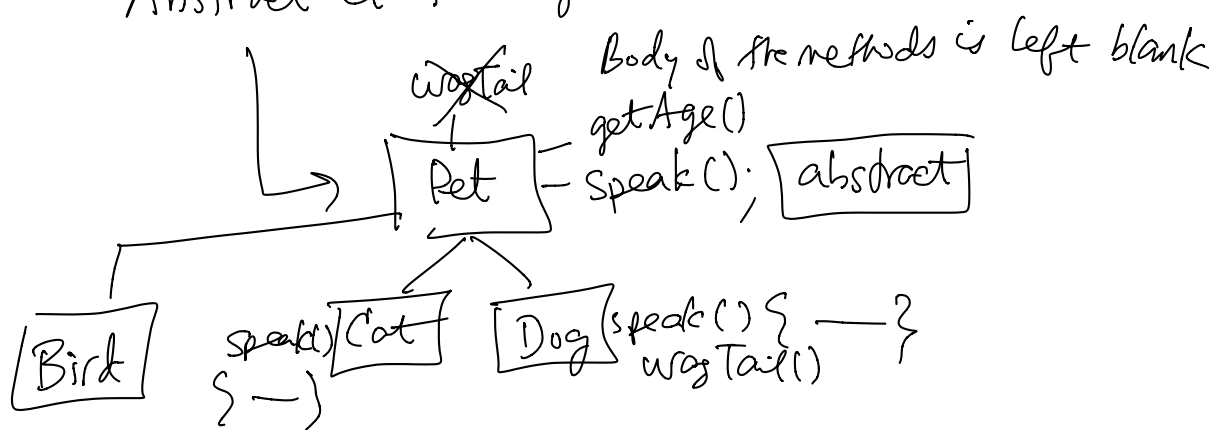 Abstract
wagTail
Body of the methods is left blank
getAge()
Pet
speak();
abstract
Bird
speak()
{ — }
Cat
Dog
speak() { — }
wagTail()